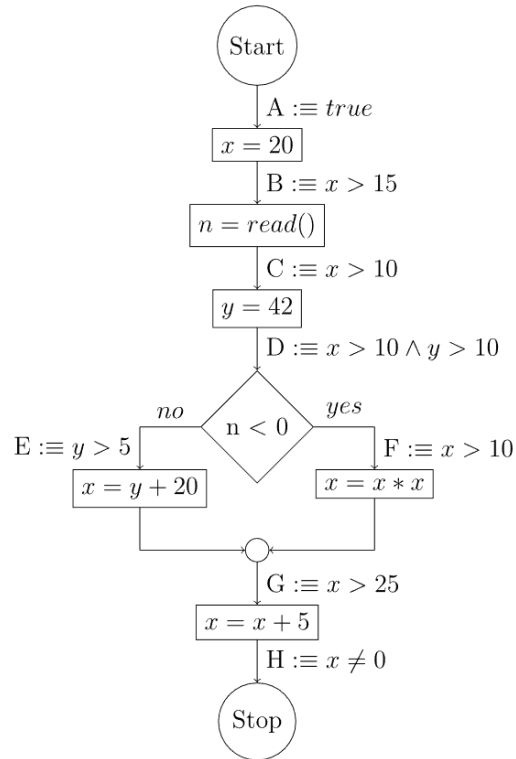 Start
A :≡ true
x = 20
B :≡ x > 15
n = read()
C :≡ x > 10
y = 42
D :≡ x > 10 ∧ y > 10
no
yes
n < 0
E :≡ y > 5
F :≡ x > 10
x = y + 20
x = x ∗ x
G :≡ x > 25
x = x + 5
H :≡ x ≠ 0
Stop